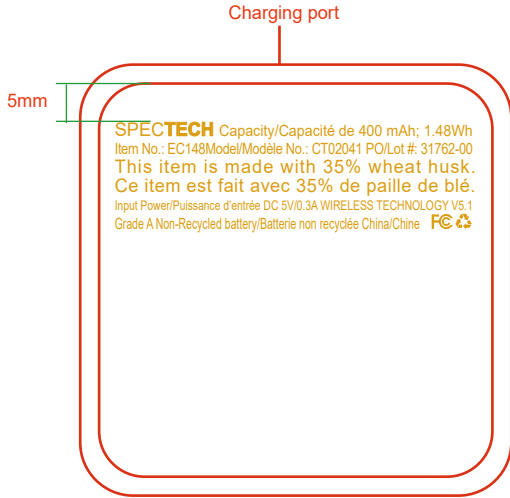 Charging port
5mm
SPECTECH Capacity/Capacité de 400 mAh; 1.48Wh
Item No.: EC148Model/Modèle No.: CT02041 PO/Lot #: 31762-00
This item is made with 35% wheat husk.
Ce item est fait avec 35% de paille de blé.
Input Power/Puissance d'entrée DC 5V/0.3A WIRELESS TECHNOLOGY V5.1
Grade A Non-Recycled battery/Batterie non recyclée China/Chine FC